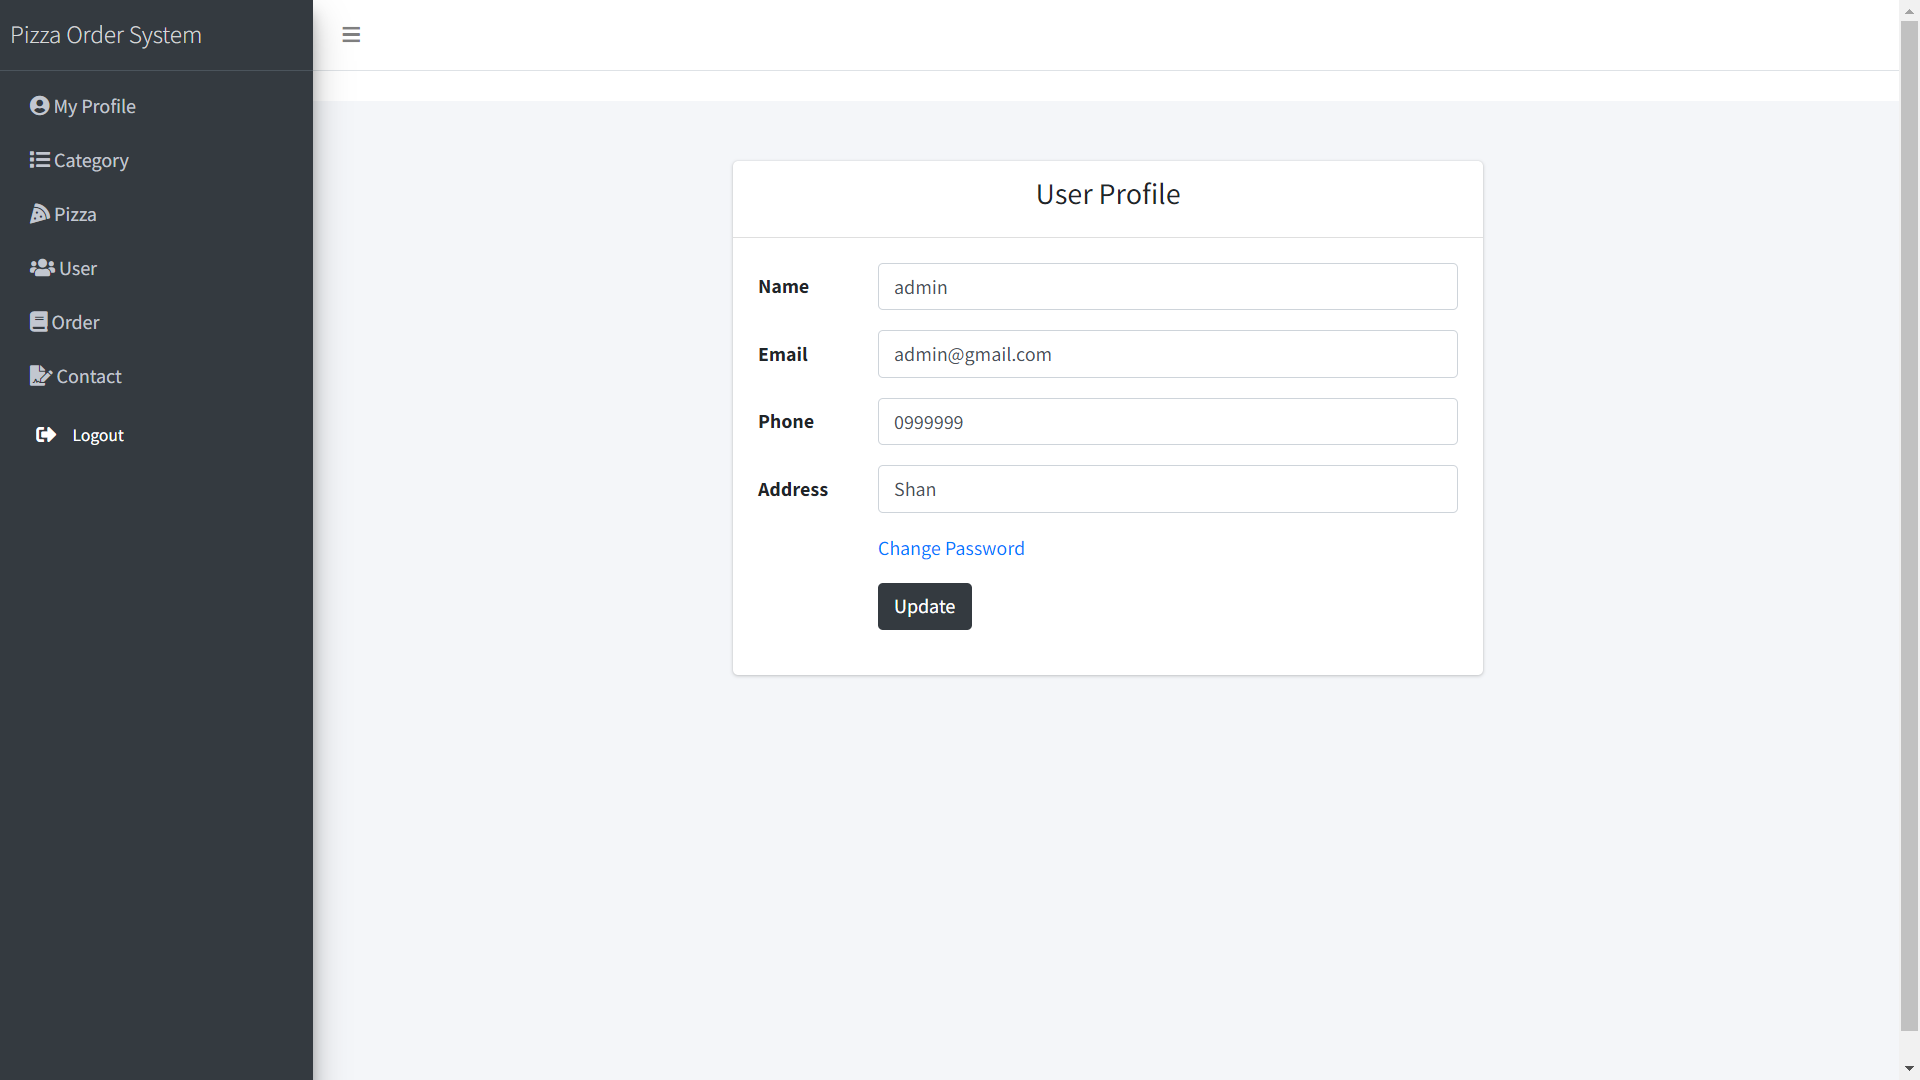 Pizza Order System
My Profile
Category
Pizza
User
Order
Contact
Logout
User Profile
Name
admin
Email
admin@gmail.com
Phone
0999999
Address
Shan
Change Password
Update